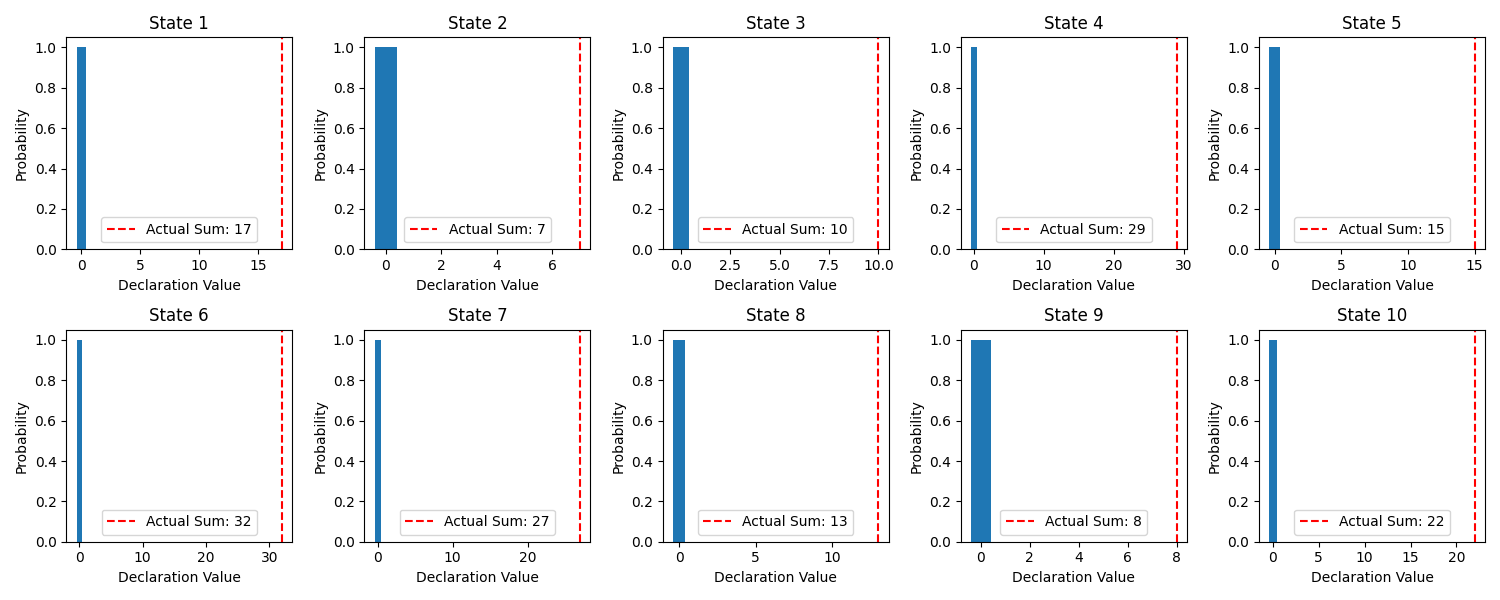 State 1
Probability
1.0
0.8
0.6
0.4
0.2
0.0
Actual Sum: 17
0 5 10 15
Declaration Value
State 2
Probability
1.0
0.8
0.6
0.4
0.2
0.0
Actual Sum: 7
0 2 4 6
Declaration Value
State 3
Probability
1.0
0.8
0.6
0.4
0.2
0.0
Actual Sum: 10
0.0 2.5 5.0 7.5 10.0
Declaration Value
State 4
Probability
1.0
0.8
0.6
0.4
0.2
0.0
Actual Sum: 29
0 10 20 30
Declaration Value
State 5
Probability
1.0
0.8
0.6
0.4
0.2
0.0
Actual Sum: 15
0 5 10 15
Declaration Value
State 6
Probability
1.0
0.8
0.6
0.4
0.2
0.0
Actual Sum: 32
0 10 20 30
Declaration Value
State 7
Probability
1.0
0.8
0.6
0.4
0.2
0.0
Actual Sum: 27
0 10 20
Declaration Value
State 8
Probability
1.0
0.8
0.6
0.4
0.2
0.0
Actual Sum: 13
0 5 10
Declaration Value
State 9
Probability
1.0
0.8
0.6
0.4
0.2
0.0
Actual Sum: 8
0 2 4 6 8
Declaration Value
State 10
Probability
1.0
0.8
0.6
0.4
0.2
0.0
Actual Sum: 22
0 5 10 15 20
Declaration Value